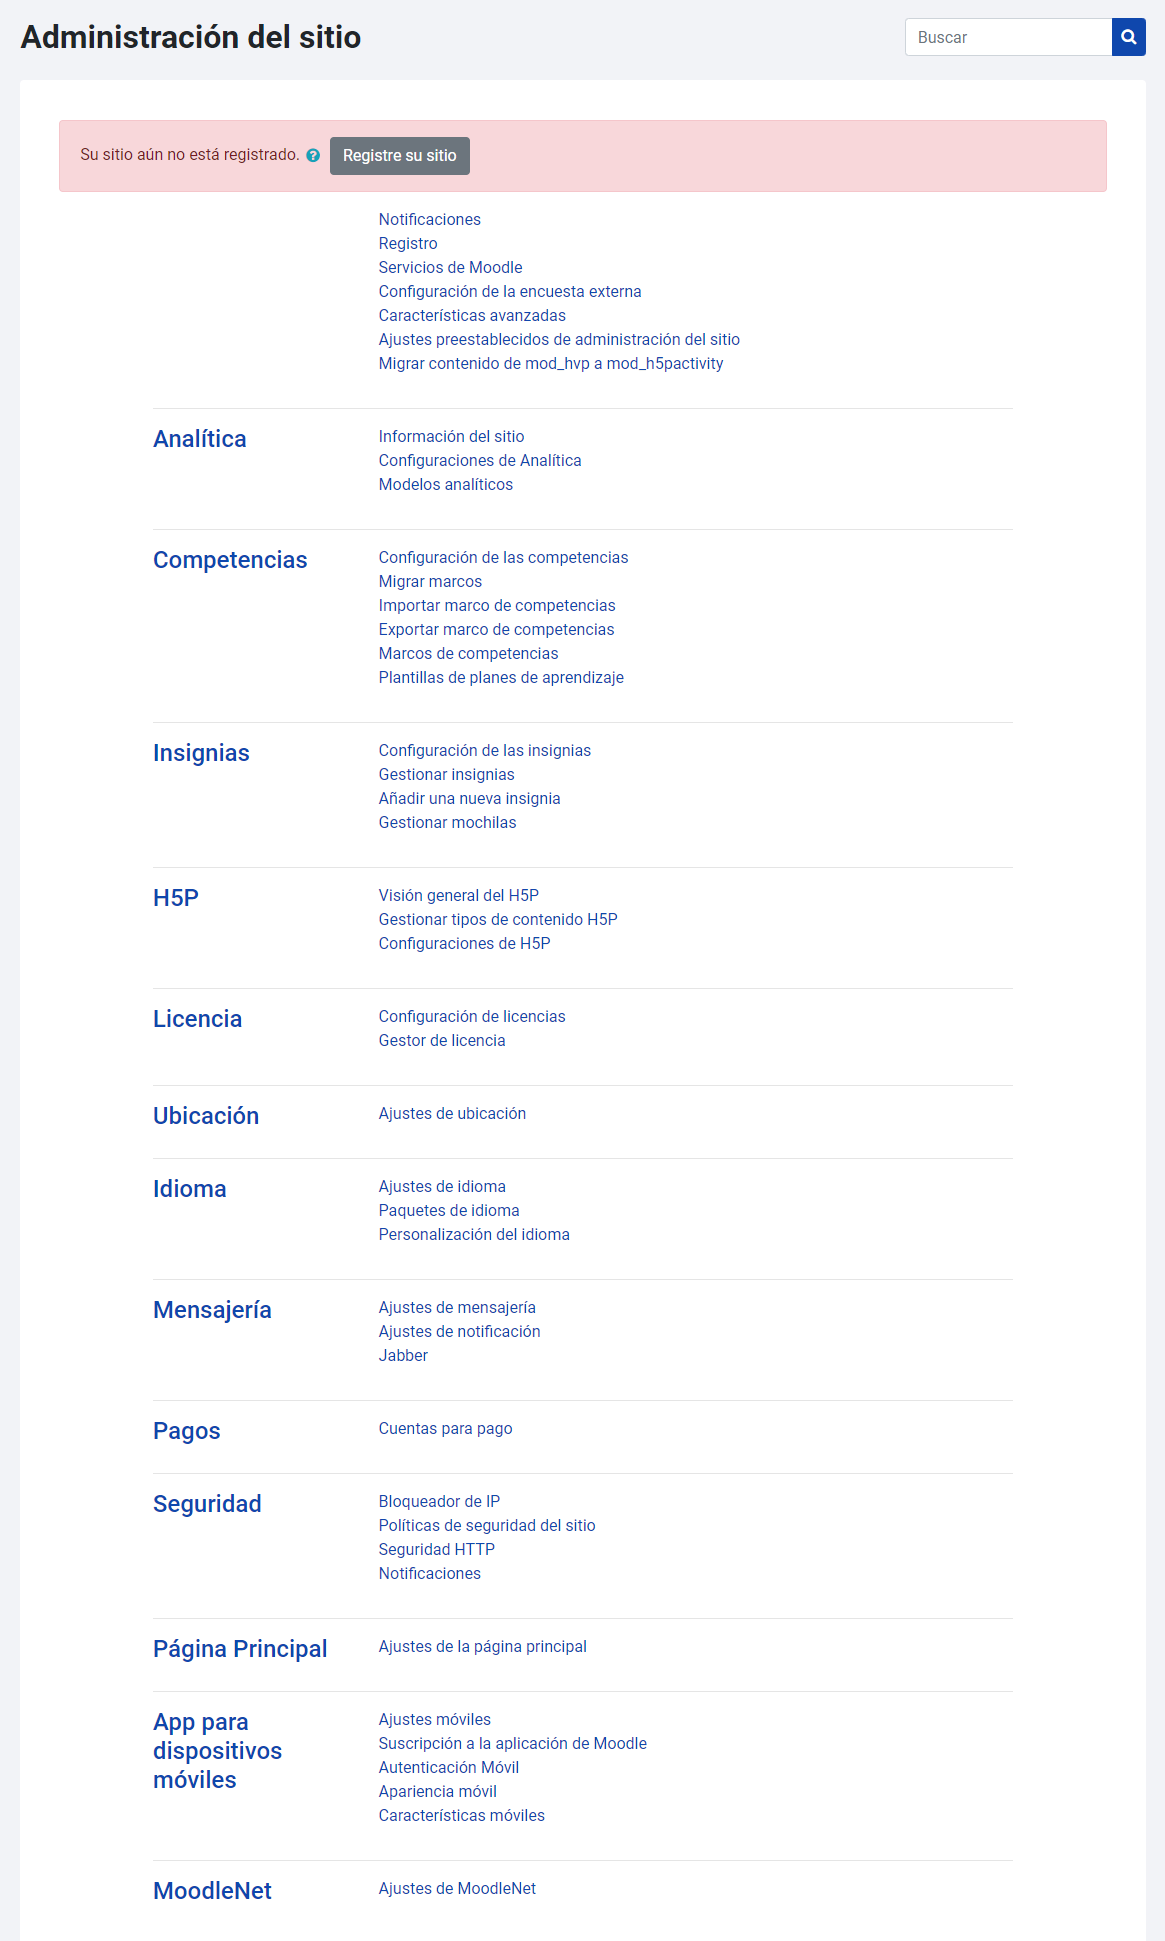 Administración del sitio
Buscar
Su sitio aún no está registrado.
Registre su sitio
Notificaciones
Registro
Servicios de Moodle
Configuración de la encuesta externa
Características avanzadas
Ajustes preestablecidos de administración del sitio
Migrar contenido de mod_hvp a mod_h5pactivity
Analítica
Información del sitio
Configuraciones de Analítica
Modelos analíticos
Competencias
Configuración de las competencias
Migrar marcos
Importar marco de competencias
Exportar marco de competencias
Marcos de competencias
Plantillas de planes de aprendizaje
Insignias
Configuración de las insignias
Gestionar insignias
Añadir una nueva insignia
Gestionar mochilas
H5P
Visión general del H5P
Gestionar tipos de contenido H5P
Configuraciones de H5P
Licencia
Configuración de licencias
Gestor de licencia
Ubicación
Ajustes de ubicación
Idioma
Ajustes de idioma
Paquetes de idioma
Personalización del idioma
Mensajería
Ajustes de mensajería
Ajustes de notificación
Jabber
Pagos
Cuentas para pago
Seguridad
Bloqueador de IP
Políticas de seguridad del sitio
Seguridad HTTP
Notificaciones
Página Principal
Ajustes de la página principal
App para
dispositivos
móviles
Ajustes móviles
Suscripción a la aplicación de Moodle
Autenticación Móvil
Apariencia móvil
Características móviles
MoodleNet
Ajustes de MoodleNet